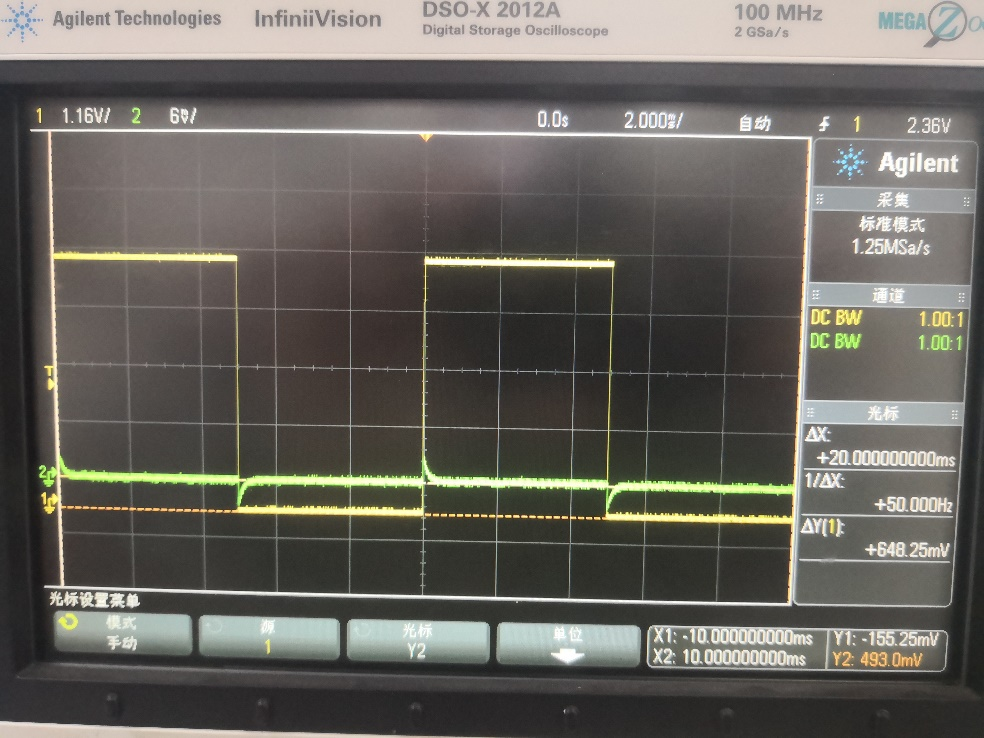 Agilent Technologies InfiniiVision DSO-X 2012A 100 MHz MEGA Zo
Digital Storage Oscilloscope 2 GSa/s
1 1.16V/ 2 6V/ 0.0s 2.000ms/ 自动 1 2.36V
Agilent
采集
标准模式
1.25MSa/s
通道
DC BW 1.00:1
DC BW 1.00:1
光标
ΔX:
+20.000000000ms
1/ΔX:
+50.000Hz
ΔY(1):
+648.25mV
T
2
1
光标设置菜单
模式
手动
源
1
光标
Y2
单位
X1: -10.000000000ms
X2: 10.000000000ms
Y1: -155.25mV
Y2: 493.0mV